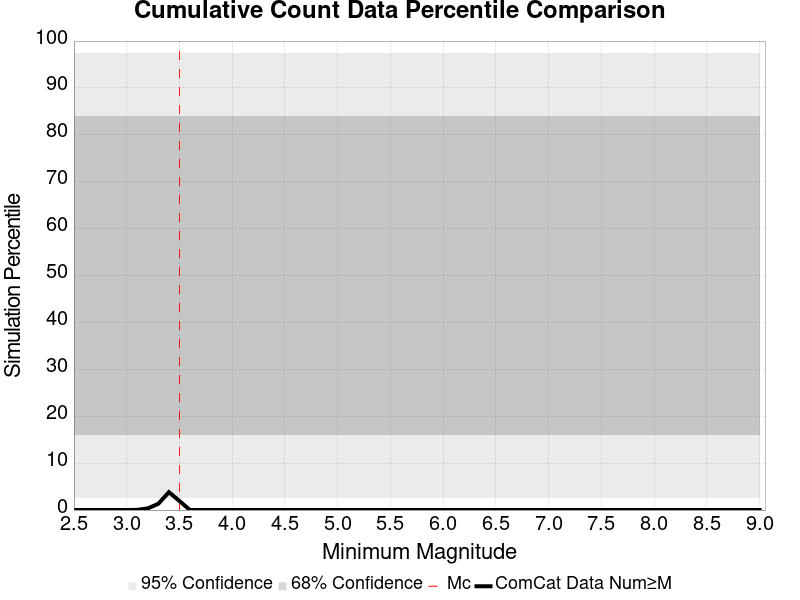 Cumulative Count Data Percentile Comparison
Simulation Percentile
100
90
80
70
60
50
40
30
20
10
0
2.5 3.0 3.5 4.0 4.5 5.0 5.5 6.0 6.5 7.0 7.5 8.0 8.5 9.0
Minimum Magnitude
95% Confidence 68% Confidence Mc ComCat Data Num≥M